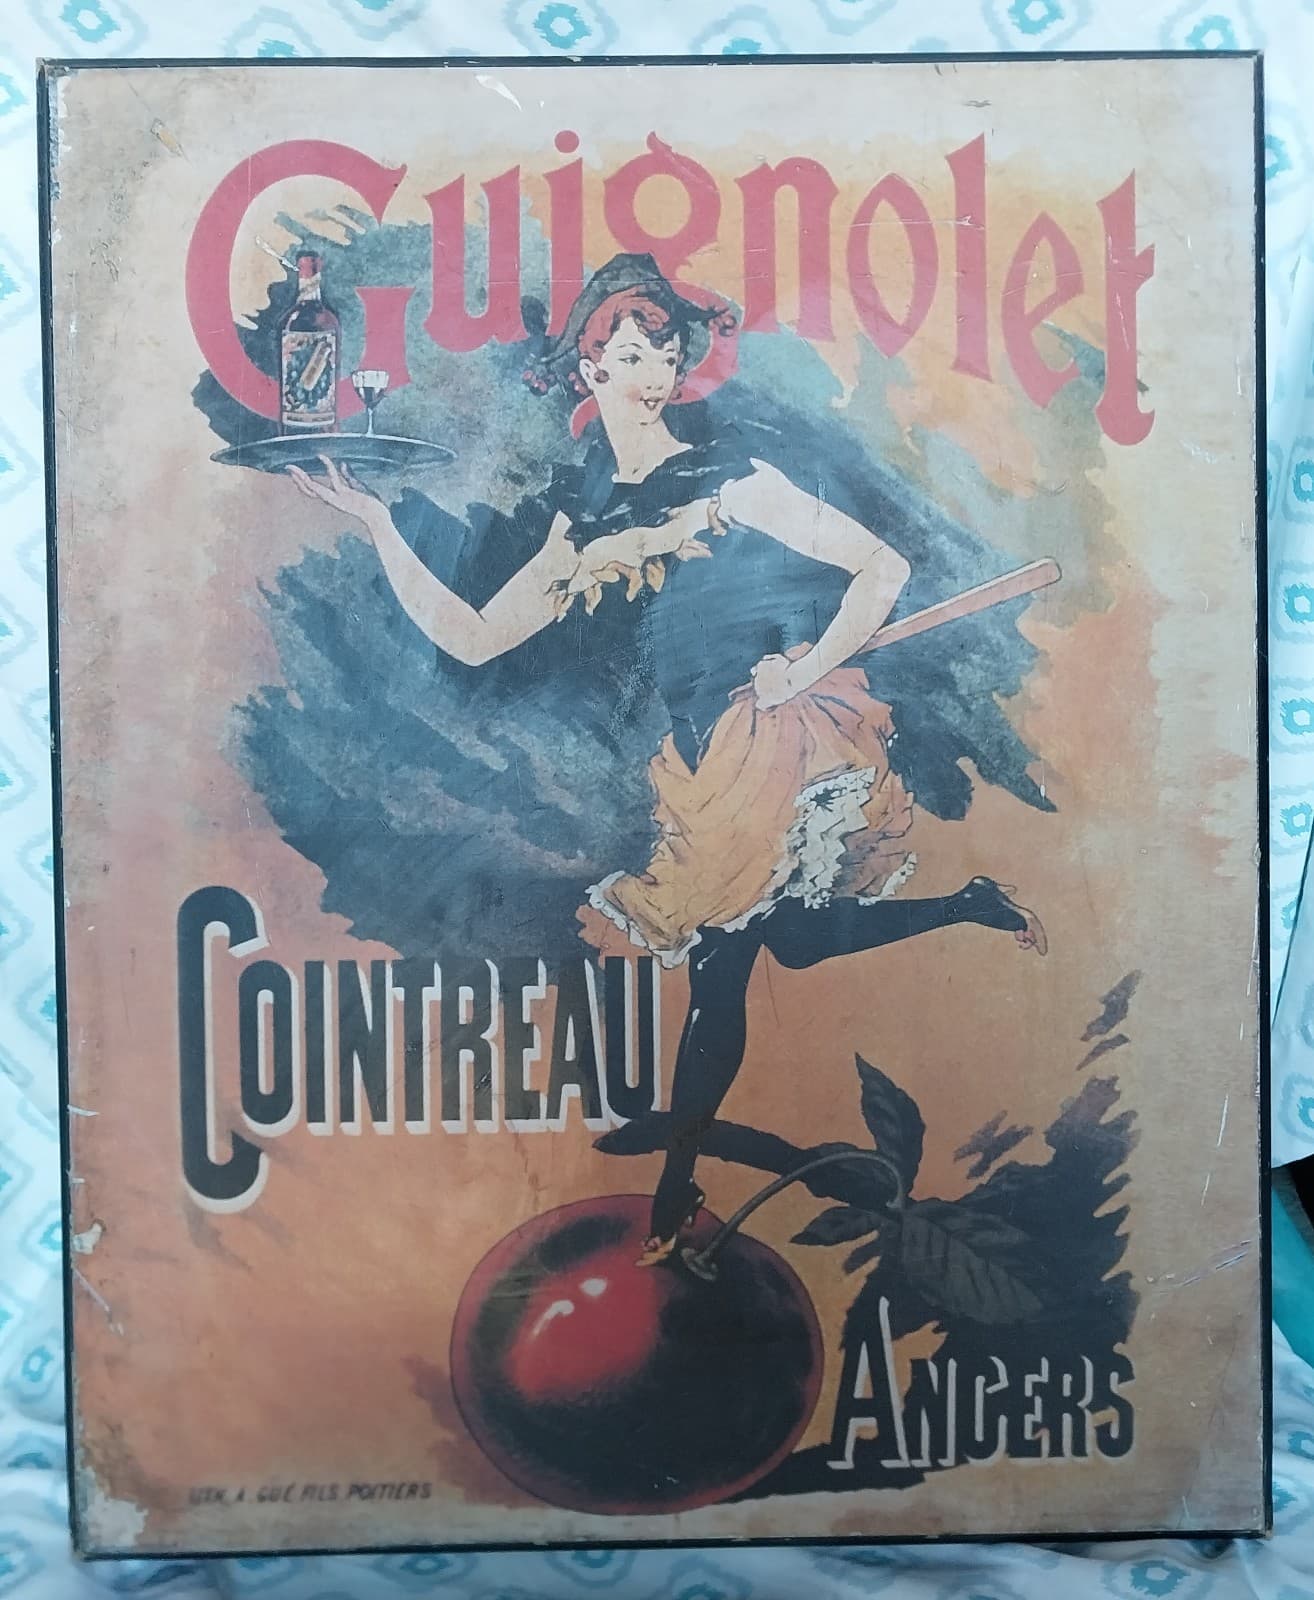 Guignolet
COINTREAU
ANGERS
LITH. A. GUÉ FILS. POITIERS